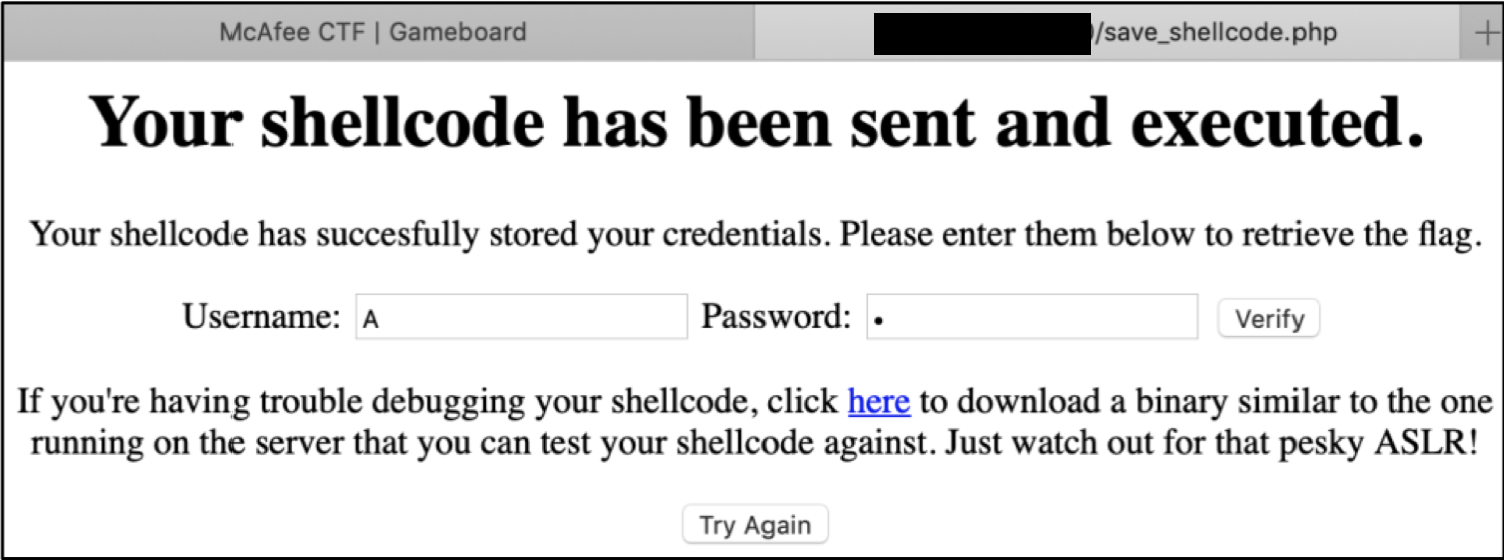 McAfee CTF | Gameboard
/save_shellcode.php
+
Your shellcode has been sent and executed.
Your shellcode has succesfully stored your credentials. Please enter them below to retrieve the flag.
Username: A Password: • Verify
If you're having trouble debugging your shellcode, click here to download a binary similar to the one
running on the server that you can test your shellcode against. Just watch out for that pesky ASLR!
Try Again